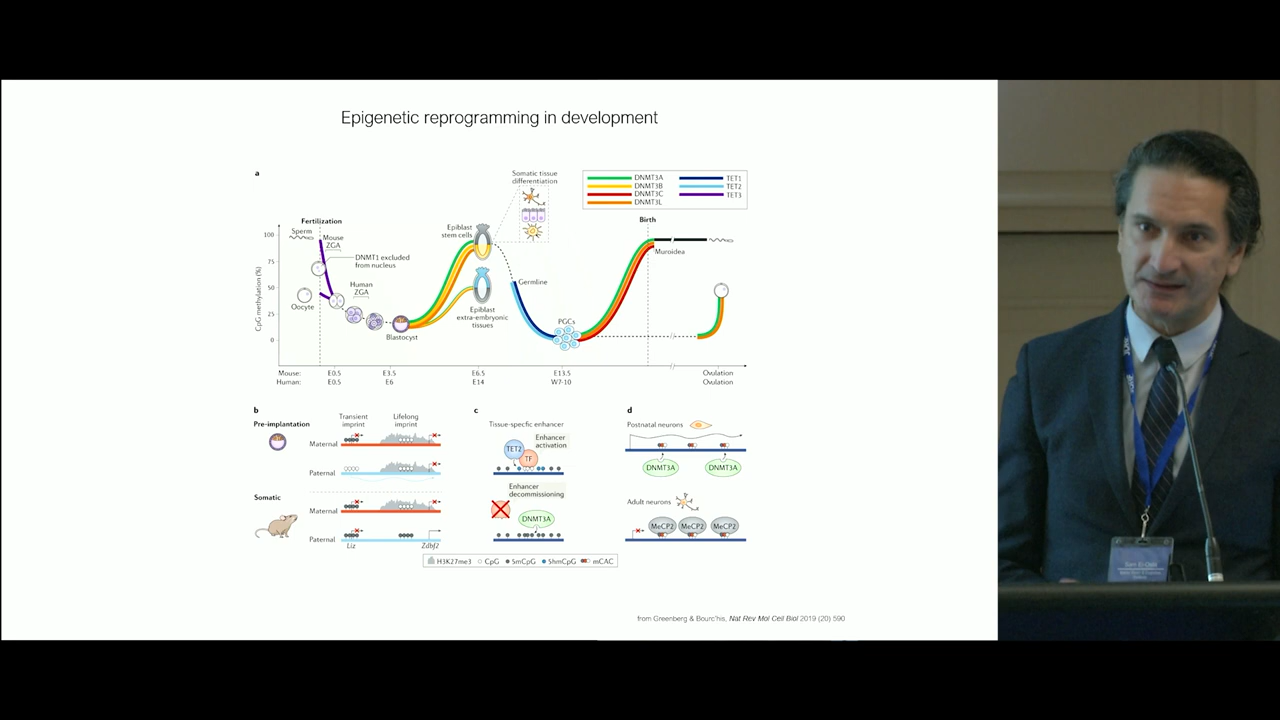 Epigenetic reprogramming in development
a
Somatic tissue
differentiation
DNMT3A
DNMT3B
DNMT3C
DNMT3L
TET1
TET2
TET3
Fertilization
Sperm
Mouse
ZGA
DNMT1 excluded
from nucleus
Human
ZGA
Oocyte
Blastocyst
Epiblast
stem cells
Epiblast
extra-embryonic
tissues
Germline
PGCs
Birth
Muroidea
CpG methylation (%)
100
75
50
25
0
Mouse: E0.5 E3.5 E6.5 E13.5 Ovulation
Human: E0.5 E6 E14 W7-10 Ovulation
b
Pre-implantation
Transient
imprint
Lifelong
imprint
Maternal
Paternal
Somatic
Maternal
Paternal
Liz
Zdbf2
c
Tissue-specfic enhancer
Enhancer
activation
TET2
TF
Enhancer
decommissioning
DNMT3A
d
Postnatal neurons
DNMT3A DNMT3A
Adult neurons
MeCP2 MeCP2 MeCP2
H3K27me3 CpG 5mCpG 5hmCpG mCAC
from Greenberg & Bourc'his, Nat Rev Mol Cell Biol 2019 (20) 590